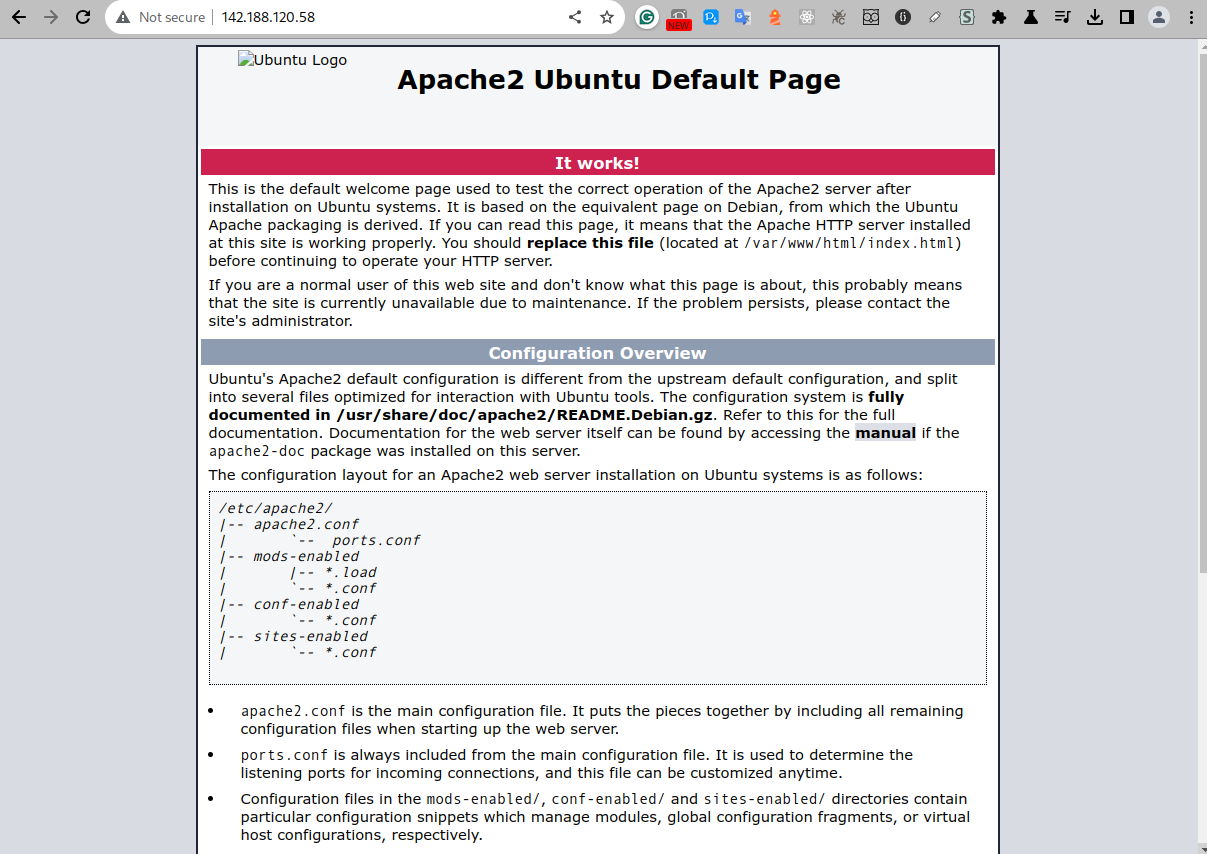 Not secure | 142.188.120.58
NEW
Ubuntu Logo
Apache2 Ubuntu Default Page
It works!
This is the default welcome page used to test the correct operation of the Apache2 server after
installation on Ubuntu systems. It is based on the equivalent page on Debian, from which the Ubuntu
Apache packaging is derived. If you can read this page, it means that the Apache HTTP server installed
at this site is working properly. You should replace this file (located at /var/www/html/index.html)
before continuing to operate your HTTP server.
If you are a normal user of this web site and don't know what this page is about, this probably means
that the site is currently unavailable due to maintenance. If the problem persists, please contact the
site's administrator.
Configuration Overview
Ubuntu's Apache2 default configuration is different from the upstream default configuration, and split
into several files optimized for interaction with Ubuntu tools. The configuration system is fully
documented in /usr/share/doc/apache2/README.Debian.gz. Refer to this for the full
documentation. Documentation for the web server itself can be found by accessing the manual if the
apache2-doc package was installed on this server.
The configuration layout for an Apache2 web server installation on Ubuntu systems is as follows:
/etc/apache2/
|-- apache2.conf
|       `--  ports.conf
|-- mods-enabled
|       |-- *.load
|       `-- *.conf
|-- conf-enabled
|       `-- *.conf
|-- sites-enabled
|       `-- *.conf
• apache2.conf is the main configuration file. It puts the pieces together by including all remaining
configuration files when starting up the web server.
• ports.conf is always included from the main configuration file. It is used to determine the
listening ports for incoming connections, and this file can be customized anytime.
• Configuration files in the mods-enabled/, conf-enabled/ and sites-enabled/ directories contain
particular configuration snippets which manage modules, global configuration fragments, or virtual
host configurations, respectively.